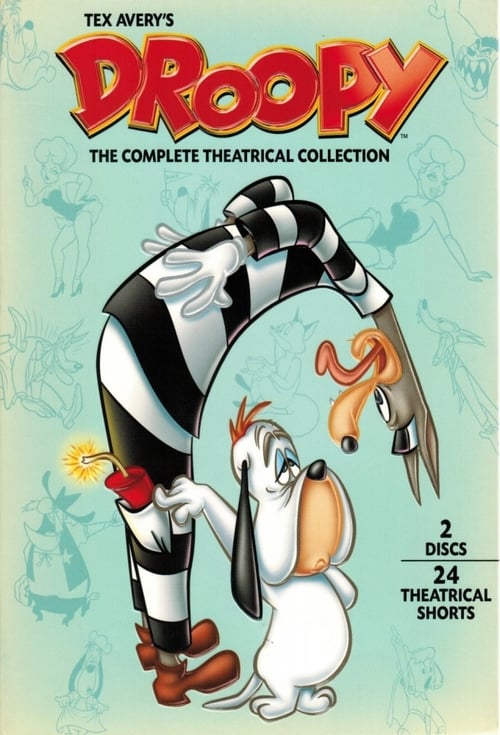 TEX AVERY'S
DROOPY
™
THE COMPLETE THEATRICAL COLLECTION
2
DISCS
24
THEATRICAL
SHORTS